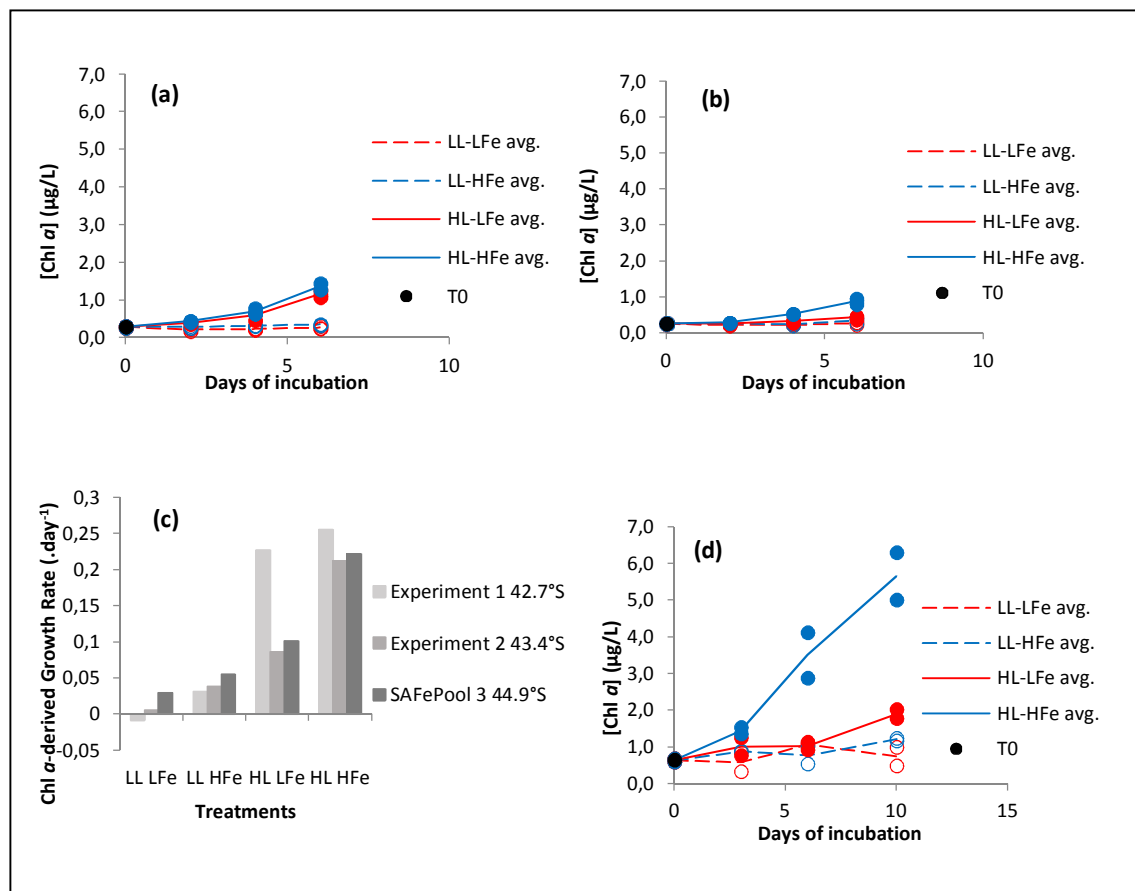 (a)
7,0
6,0
5,0
4,0
3,0
2,0
1,0
0,0
[Chl a] (µg/L)
0 5 10
Days of incubation
LL-LFe avg.
LL-HFe avg.
HL-LFe avg.
HL-HFe avg.
T0
(b)
7,0
6,0
5,0
4,0
3,0
2,0
1,0
0,0
[Chl a] (µg/L)
0 5 10
Days of incubation
LL-LFe avg.
LL-HFe avg.
HL-LFe avg.
HL-HFe avg.
T0
(c)
0,3
0,25
0,2
0,15
0,1
0,05
0
-0,05
Chl a-derived Growth Rate (.day-1)
LL LFe LL HFe HL LFe HL HFe
Treatments
Experiment 1 42.7°S
Experiment 2 43.4°S
SAFePool 3 44.9°S
(d)
7,0
6,0
5,0
4,0
3,0
2,0
1,0
0,0
[Chl a] (µg/L)
0 5 10 15
Days of incubation
LL-LFe avg.
LL-HFe avg.
HL-LFe avg.
HL-HFe avg.
T0